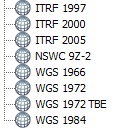 ITRF 1997
ITRF 2000
ITRF 2005
NSWC 9Z-2
WGS 1966
WGS 1972
WGS 1972 TBE
WGS 1984